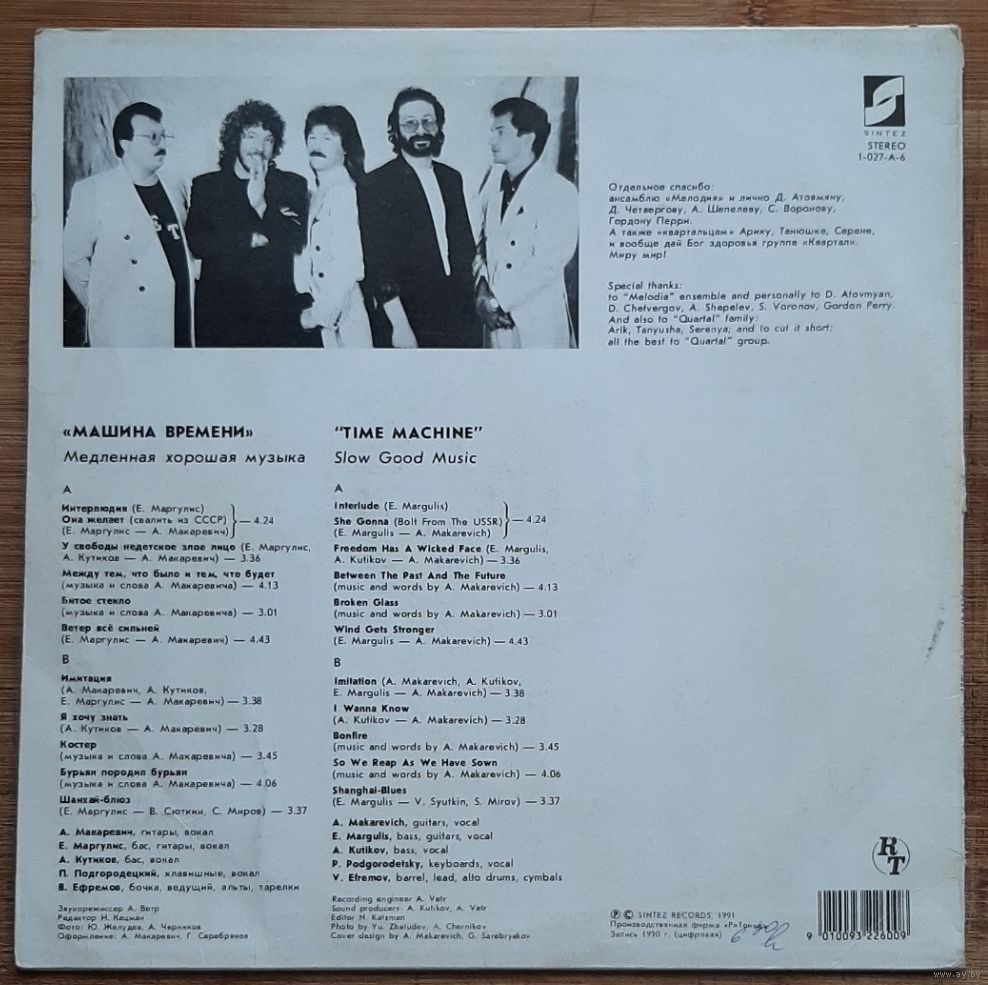 SINTEZ
STEREO
1-027-A-6
Отдельное спасибо:
ансамблю «Мелодия» и лично Д. Атовмяну,
Д. Четвергову, А. Шепелеву, С. Воронову,
Гордону Перри.
А также «квартальцам» Арику, Танюшке, Серене,
и вообще дай Бог здоровья группе «Квартал».
Миру мир!
Special thanks:
to "Melodia" ensemble and personally to D. Atovmyan,
D. Chetvergov, A. Shapelev, S. Voronov, Gordon Perry.
And also to "Quartal" family:
Arik, Tanyusha, Serenya; and to cut it short:
all the best to "Quartal" group.
«МАШИНА ВРЕМЕНИ»
Медленная хорошая музыка
А
Интерлюдия (Е. Маргулис)
Она желает (свалить из СССР) — 4.24
(Е. Маргулис — А. Макаревич)
У свободы недетское злое лицо (Е. Маргулис,
А. Кутиков — А. Макаревич) — 3.36
Между тем, что было и тем, что будет
(музыка и слова А. Макаревича) — 4.13
Битое стекло
(музыка и слова А. Макаревича) — 3.01
Ветер всё сильней
(Е. Маргулис — А. Макаревич) — 4.43
В
Имитация
(А. Макаревич, А. Кутиков,
Е. Маргулис — А. Макаревич) — 3.38
Я хочу знать
(А. Кутиков — А. Макаревич) — 3.28
Костер
(музыка и слова А. Макаревича) — 3.45
Бурьян породил бурьян
(музыка и слова А. Макаревича) — 4.06
Шанхай-блюз
(Е. Маргулис — В. Сюткин, С. Миров) — 3.37
А. Макаревич, гитары, вокал
Е. Маргулис, бас, гитары, вокал
А. Кутиков, бас, вокал
П. Подгородецкий, клавишные, вокал
В. Ефремов, бочка, ведущий, альты, тарелки
Звукорежиссер А. Ветр
Редактор Н. Кацман
Фото: Ю. Желудев, А. Черников
Оформление: А. Макаревич, Г. Серебряков
"TIME MACHINE"
Slow Good Music
A
Interlude (E. Margulis)
She Gonna (Bolt From The USSR) — 4.24
(E. Margulis — A. Makarevich)
Freedom Has A Wicked Face (E. Margulis,
A. Kutikov — A. Makarevich) — 3.36
Between The Past And The Future
(music and words by A. Makarevich) — 4.13
Broken Glass
(music and words by A. Makarevich) — 3.01
Wind Gets Stronger
(E. Margulis — A. Makarevich) — 4.43
B
Imitation (A. Makarevich, A. Kutikov,
E. Margulis — A. Makarevich) — 3.38
I Wanna Know
(A. Kutikov — A. Makarevich) — 3.28
Bonfire
(music and words by A. Makarevich) — 3.45
So We Reap As We Have Sown
(music and words by A. Makarevich) — 4.06
Shanghai-Blues
(E. Margulis — V. Syutkin, S. Mirov) — 3.37
A. Makarevich, guitars, vocal
E. Margulis, bass, guitars, vocal
A. Kutikov, bass, vocal
P. Podgorodetsky, keyboards, vocal
V. Efremov, barrel, lead, alto drums, cymbals
Recording engineer A. Vetr
Sound producers: A. Kutikov, A. Vetr
Editor N. Katsman
Photo by Yu. Zheludev, A. Chernikov
Cover design by A. Makarevich, G. Serebryakov
RT
Ⓟ © SINTEZ RECORDS, 1991
Производственная фирма «РиТонис»
Запись 1990 г. (цифровая)
9 010093 226009
www.ay.by